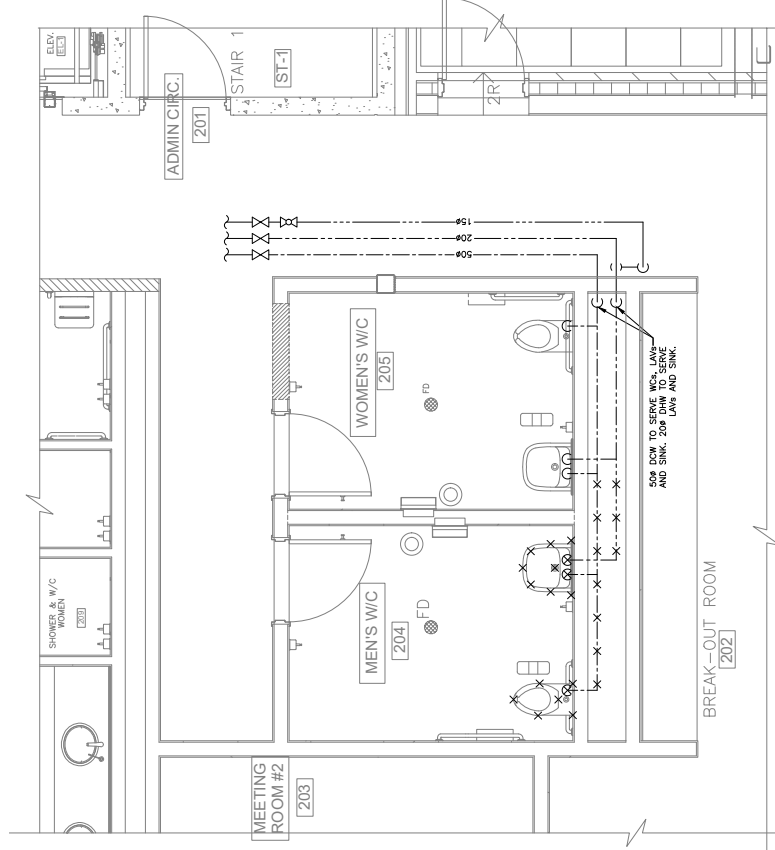 ELEV.
EL-1
ADMIN CIRC.
201
STAIR 1
ST-1
2R
15ø
20ø
50ø
WOMEN'S W/C
205
FD
50ø DCW TO SERVE WCs, LAVs
AND SINK. 20ø DHW TO SERVE
LAVs AND SINK.
SHOWER & W/C
WOMEN
209
MEN'S W/C
204
FD
BREAK-OUT ROOM
202
MEETING
ROOM #2
203